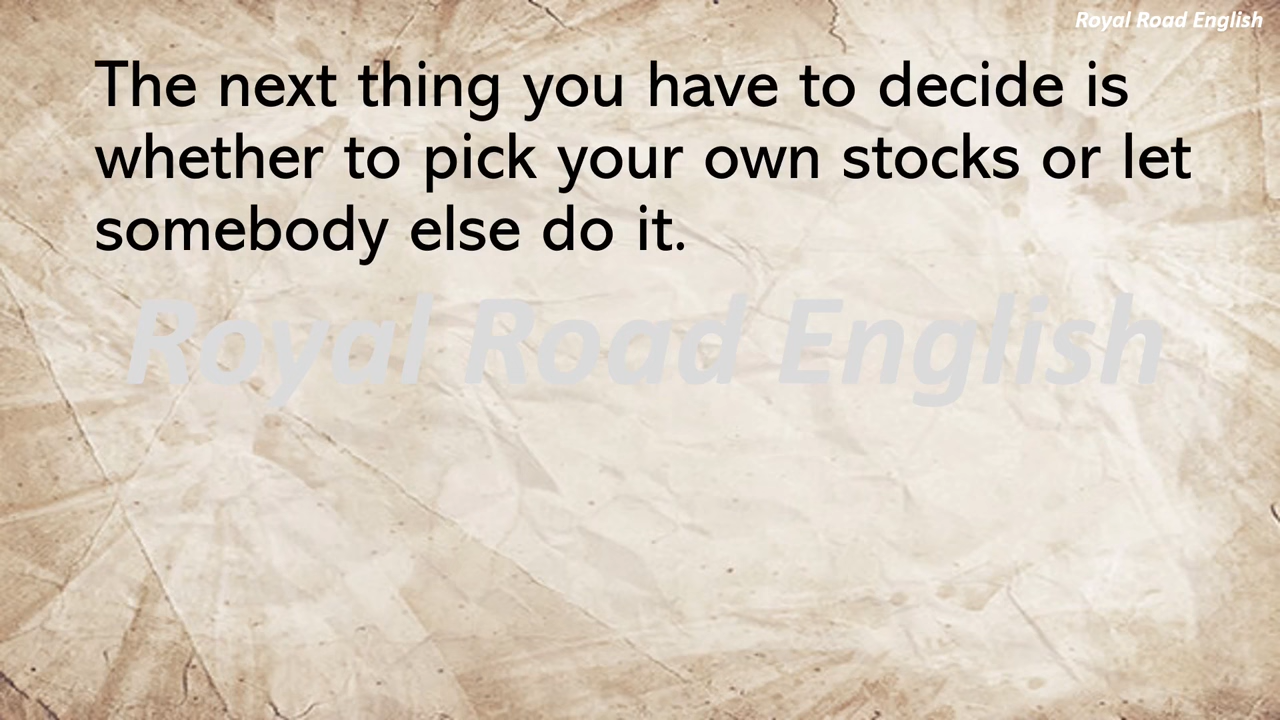 Royal Road English
The next thing you have to decide is
whether to pick your own stocks or let
somebody else do it.
Royal Road English